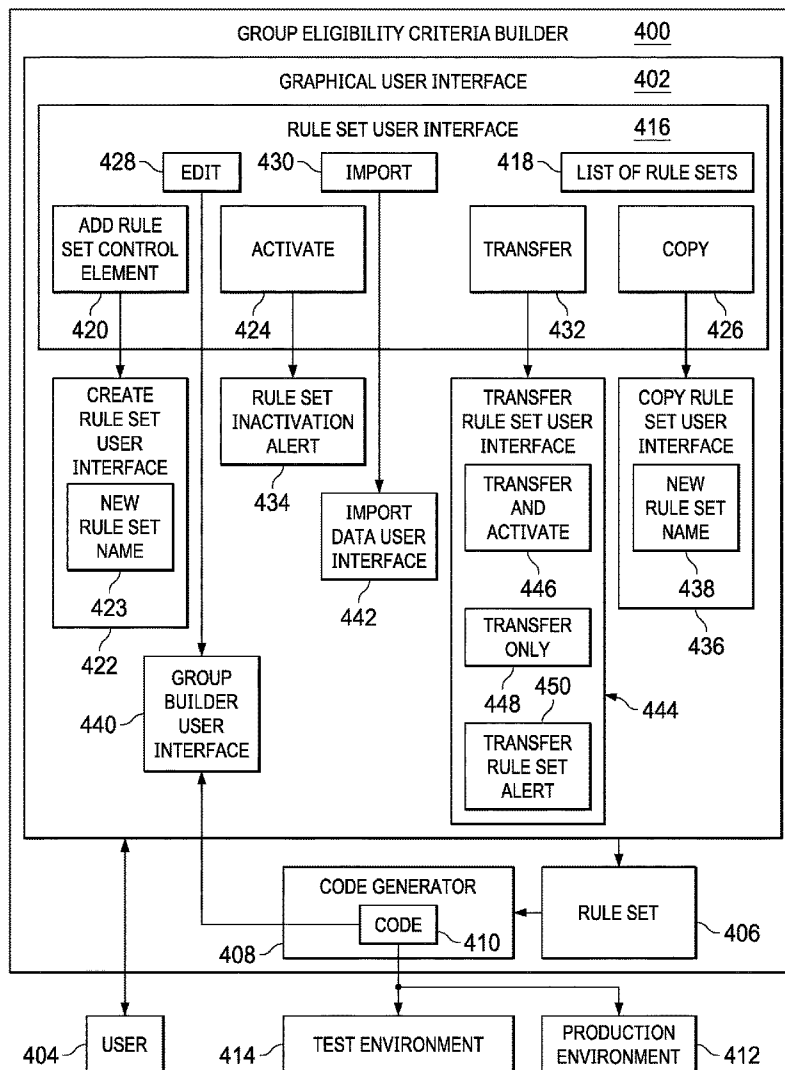 GROUP ELIGIBILITY CRITERIA BUILDER 400
GRAPHICAL USER INTERFACE 402
RULE SET USER INTERFACE 416
428 EDIT
430 IMPORT
418 LIST OF RULE SETS
ADD RULE
SET CONTROL
ELEMENT
420
ACTIVATE
424
TRANSFER
432
COPY
426
CREATE
RULE SET
USER
INTERFACE
NEW
RULE SET
NAME
423
422
RULE SET
INACTIVATION
ALERT
434
IMPORT
DATA USER
INTERFACE
442
TRANSFER
RULE SET USER
INTERFACE
TRANSFER
AND
ACTIVATE
446
TRANSFER
ONLY
448
450
TRANSFER
RULE SET
ALERT
444
COPY RULE
SET USER
INTERFACE
NEW
RULE SET
NAME
438
436
440
GROUP
BUILDER
USER
INTERFACE
CODE GENERATOR
CODE
410
408
RULE SET
406
404 USER
414 TEST ENVIRONMENT
PRODUCTION
ENVIRONMENT
412